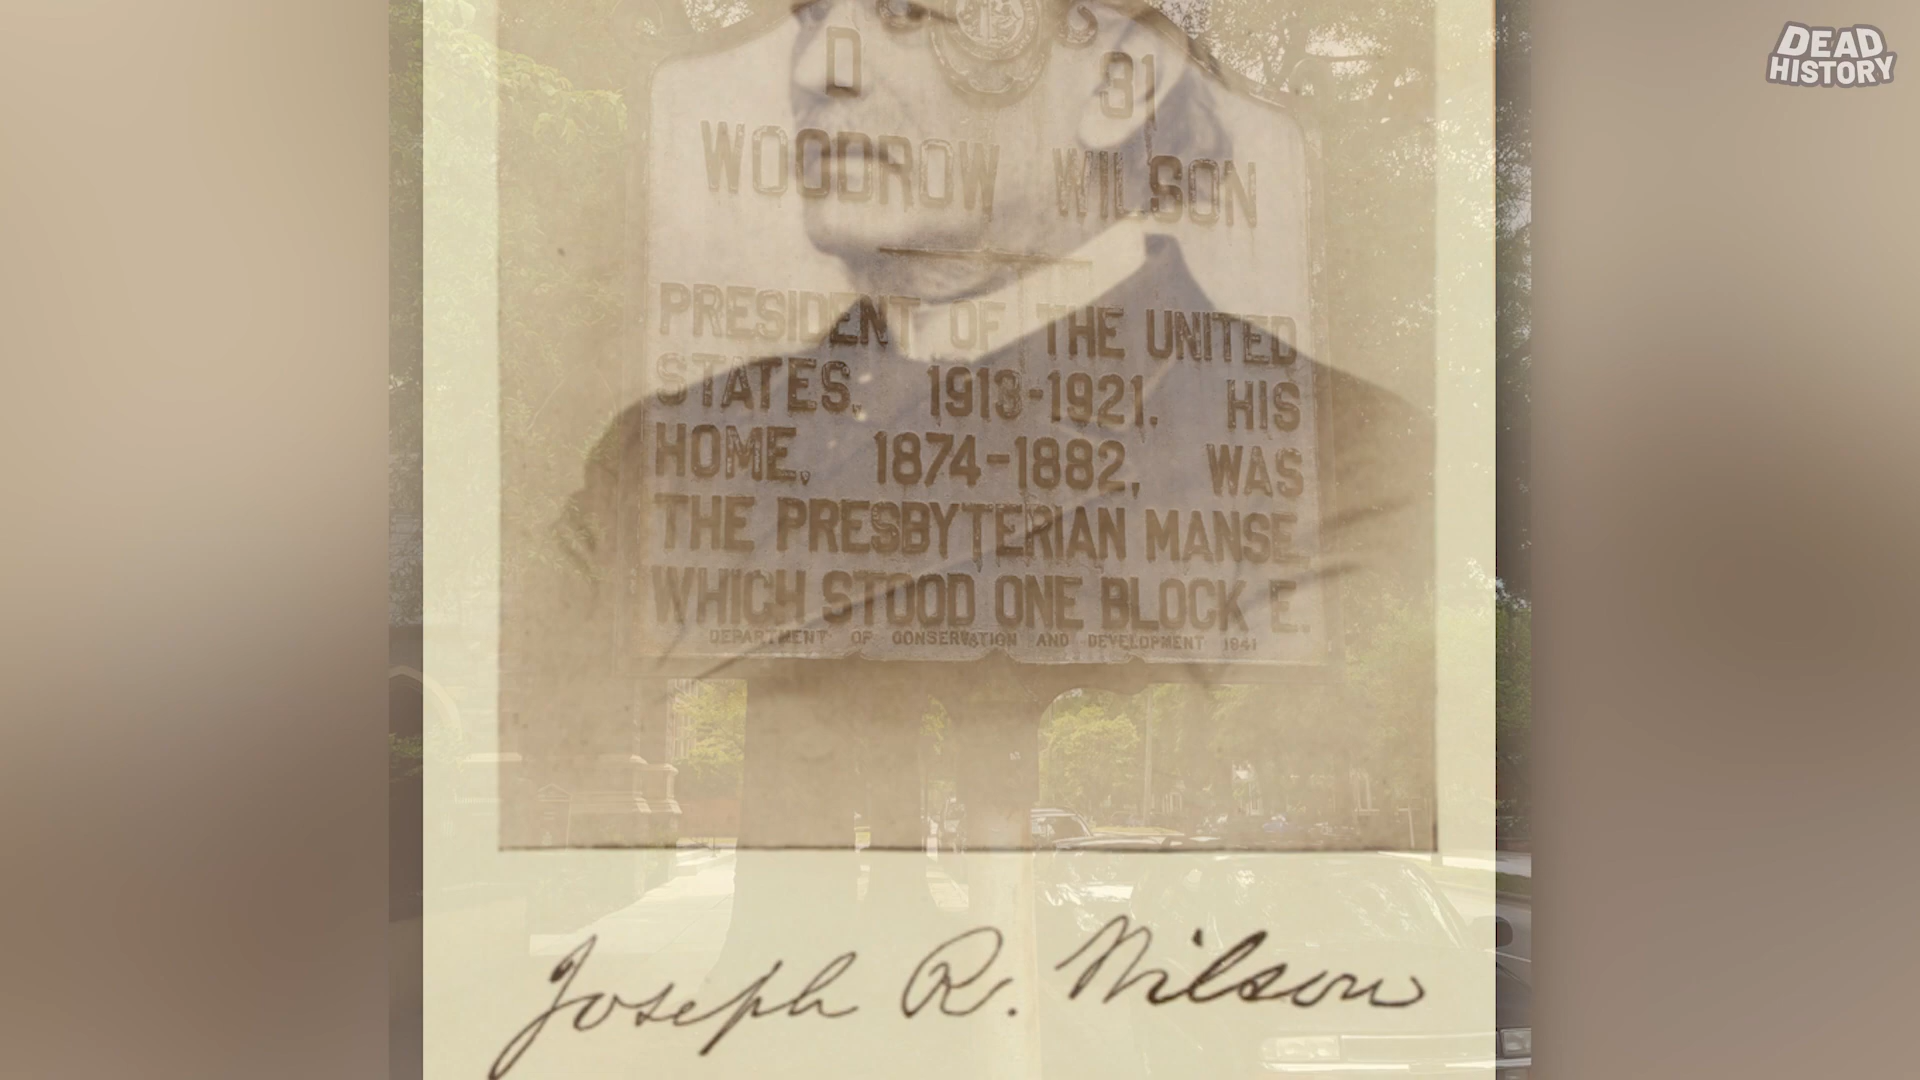 DEAD
HISTORY
D 81
WOODROW WILSON
PRESIDENT OF THE UNITED
STATES, 1913-1921. HIS
HOME, 1874-1882, WAS
THE PRESBYTERIAN MANSE
WHICH STOOD ONE BLOCK E.
DEPARTMENT OF CONSERVATION AND DEVELOPMENT 1941
Joseph R. Wilson